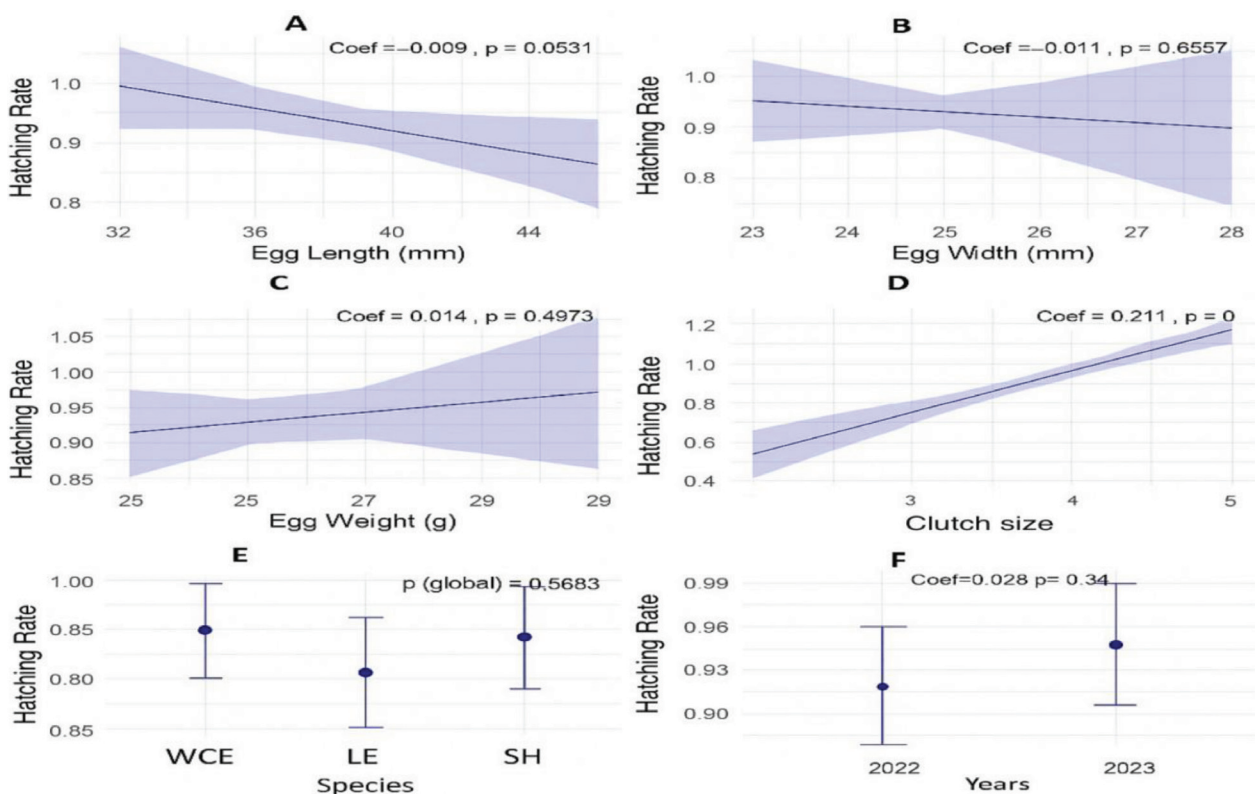 A
Coef =−0.009 , p = 0.0531
Hatching Rate
1.0
0.9
0.8
32 36 40 44
Egg Length (mm)
B
Coef =−0.011 , p = 0.6557
Hatching Rate
1.0
0.9
0.8
23 24 25 26 27 28
Egg Width (mm)
C
Coef = 0.014 , p = 0.4973
Hatching Rate
1.05
1.00
0.95
0.90
0.85
25 25 27 29 29
Egg Weight (g)
D
Coef = 0.211 , p = 0
Hatching Rate
1.2
1.0
0.8
0.6
0.4
3 4 5
Clutch size
E
p (global) = 0.5683
Hatching Rate
1.00
0.85
0.80
0.85
WCE LE SH
Species
F
Coef=0.028 p= 0.34
Hatching Rate
0.99
0.96
0.93
0.90
2022 2023
Years